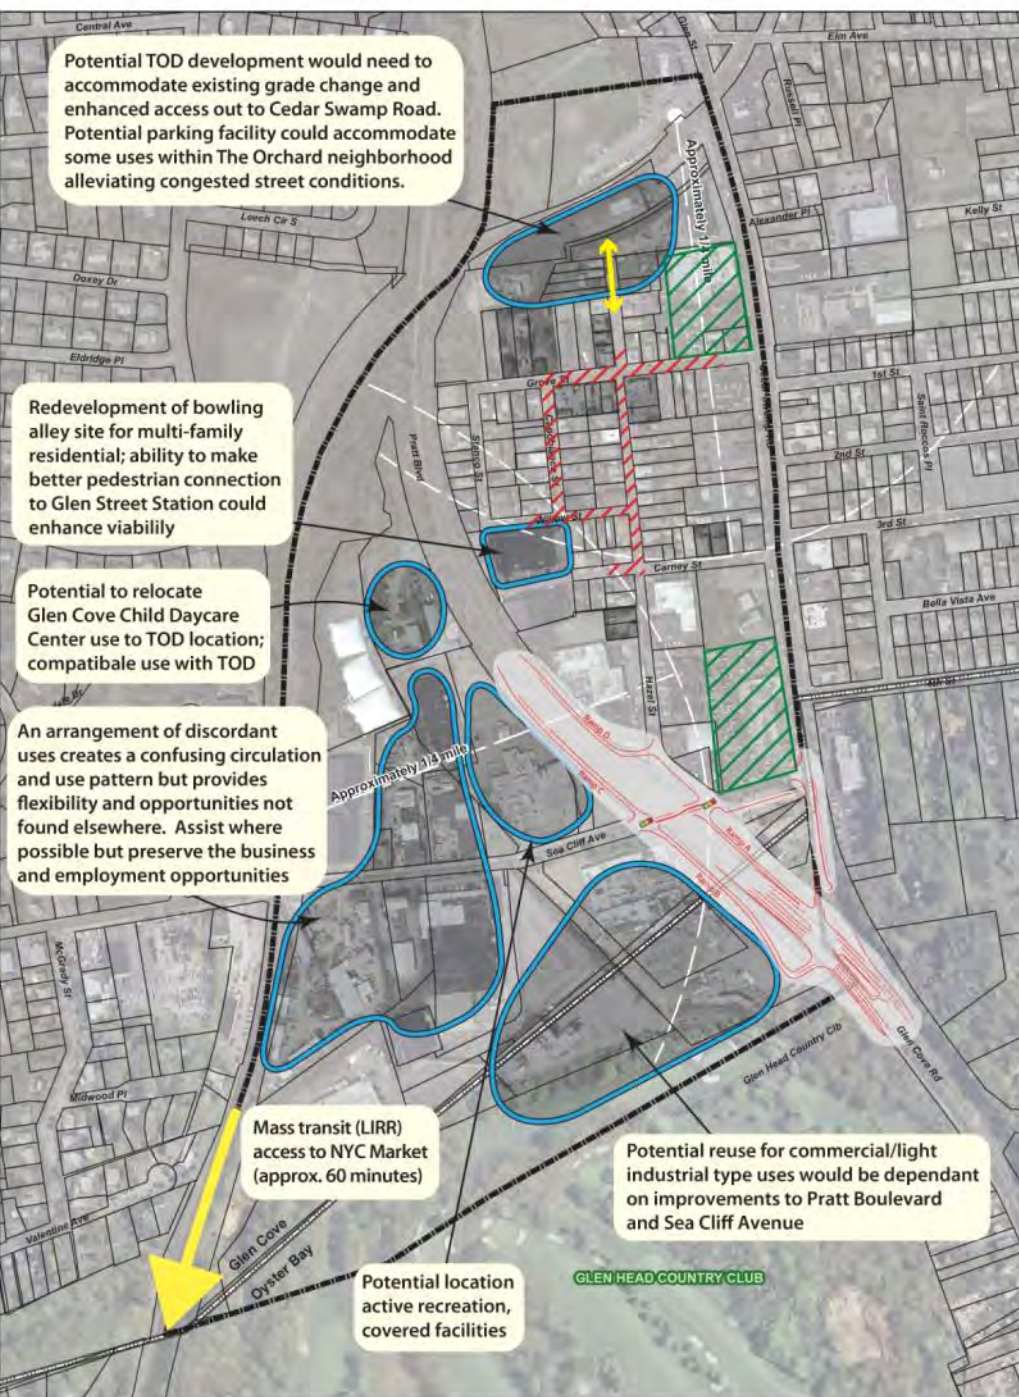 Central Ave
Glen St
Elm Ave
Russell Pl
Potential TOD development would need to
accommodate existing grade change and
enhanced access out to Cedar Swamp Road.
Potential parking facility could accommodate
some uses within The Orchard neighborhood
alleviating congested street conditions.
Approximately 1/4 mile
Leech Cir S
Alexander Pl
Kelly St
Doxey Dr
Eldridge Pl
Grove St
1st St
Redevelopment of bowling
alley site for multi-family
residential; ability to make
better pedestrian connection
to Glen Street Station could
enhance viabilily
Pratt Blvd
Saint Roccos Pl
2nd St
3rd St
Carney St
Potential to relocate
Glen Cove Child Daycare
Center use to TOD location;
compatibale use with TOD
Bella Vista Ave
Hazel St
An arrangement of discordant
uses creates a confusing circulation
and use pattern but provides
flexibility and opportunities not
found elsewhere. Assist where
possible but preserve the business
and employment opportunities
Ramp D
Approximately 1/4 mile
Ramp C
Ramp A
Sea Cliff Ave
Ramp B
McGrady St
Glen Cove Rd
Glen Head Country Clb
Midwood Pl
Mass transit (LIRR)
access to NYC Market
(approx. 60 minutes)
Potential reuse for commercial/light
industrial type uses would be dependant
on improvements to Pratt Boulevard
and Sea Cliff Avenue
Valentine Ave
Glen Cove
Oyster Bay
Potential location
active recreation,
covered facilities
GLEN HEAD COUNTRY CLUB